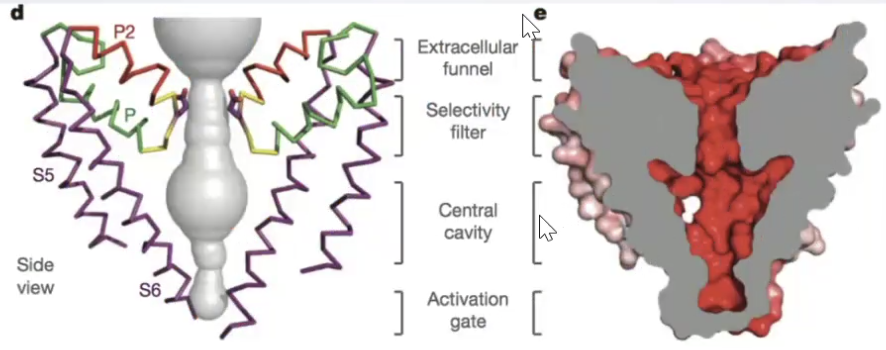 d
e
P2
Extracellular
funnel
P
Selectivity
filter
S5
Central
cavity
Side
view
S6
Activation
gate